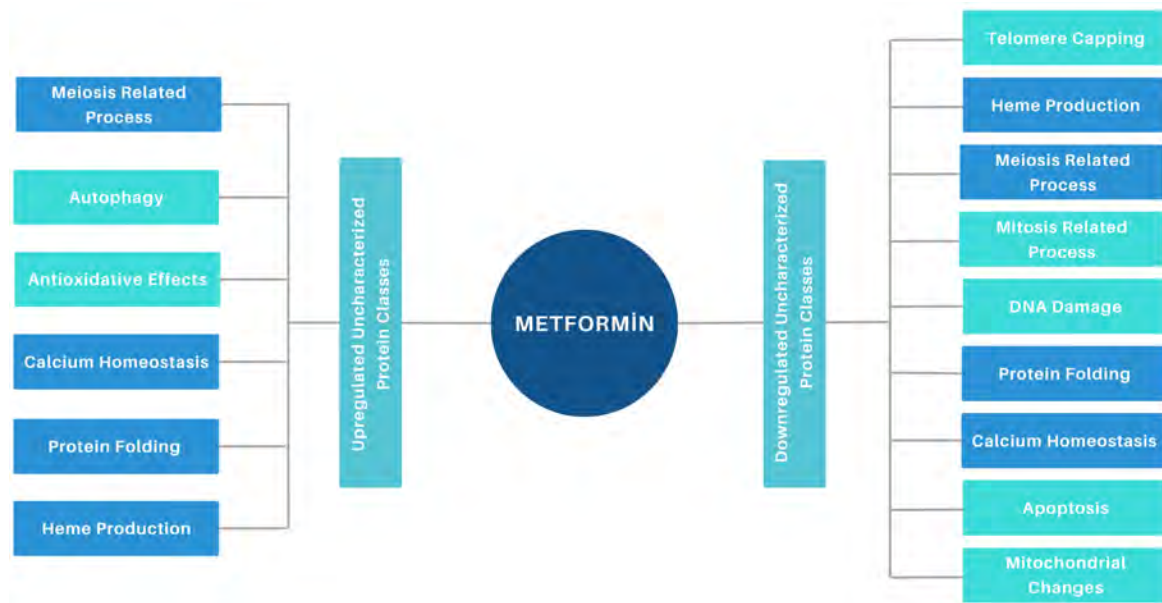 Meiosis Related
Process
Autophagy
Antioxidative Effects
Calcium Homeostasis
Protein Folding
Heme Production
Upregulated Uncharacterized
Protein Classes
METFORMİN
Downregulated Uncharacterized
Protein Classes
Telomere Capping
Heme Production
Meiosis Related
Process
Mitosis Related
Process
DNA Damage
Protein Folding
Calcium Homeostasis
Apoptosis
Mitochondrial
Changes